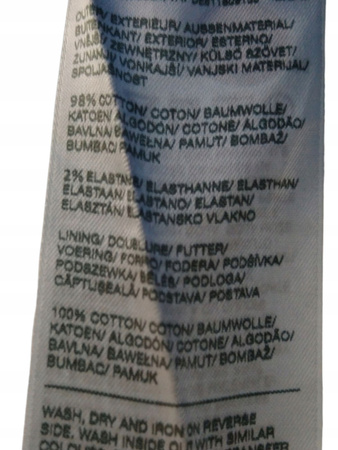 OUTER/ EXTERIEUR/ AUSSENMATERIAL/
BUITENKANT/ EXTERIOR/ ESTERNO/
VNĚJŠÍ/ ZEWNĘTRZNY/ KÜLSŐ SZÖVET/
ZUNANJI/ VONKAJŠÍ/ VANJSKI MATERIJAL/
SPOLJAŠNOST
98% COTTON/ COTON/ BAUMWOLLE/
KATOEN/ ALGODÓN/ COTONE/ ALGODÃO/
BAVLNA/ BAWEŁNA/ PAMUT/ BOMBAŽ/
BUMBAC/ PAMUK
2% ELASTANE/ ELASTHANNE/ ELASTHAN/
ELASTAAN/ ELASTANO/ ELASTAN/
ELASZTÁN/ ELASTANSKO VLAKNO
LINING/ DOUBLURE/ FUTTER/
VOERING/ FORRO/ FODERA/ PODŠÍVKA/
PODSZEWKA/ BÉLÉS/ PODLOGA/
CĂPTUȘEALĂ/ PODSTAVA/ POSTAVA
100% COTTON/ COTON/ BAUMWOLLE/
KATOEN/ ALGODÓN/ COTONE/ ALGODÃO/
BAVLNA/ BAWEŁNA/ PAMUT/ BOMBAŽ/
BUMBAC/ PAMUK
WASH, DRY AND IRON ON REVERSE
SIDE. WASH INSIDE OUT WITH SIMILAR